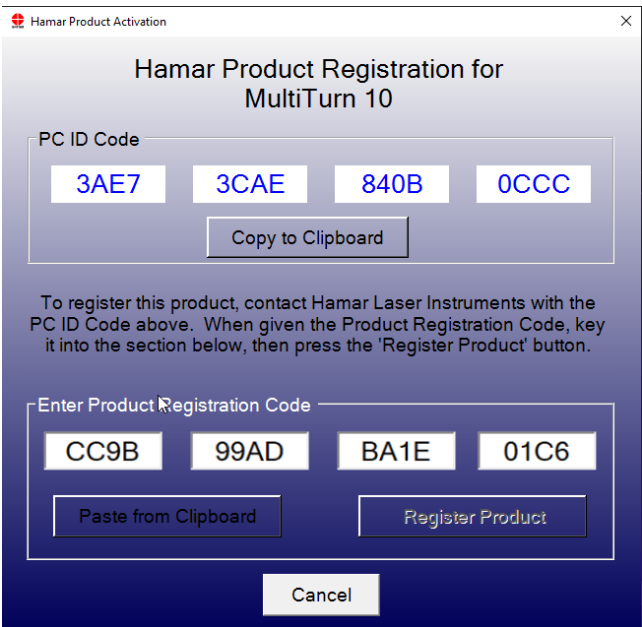 Hamar Product Activation
Hamar Product Registration for
MultiTurn 10
PC ID Code
3AE7 3CAE 840B 0CCC
Copy to Clipboard
To register this product, contact Hamar Laser Instruments with the
PC ID Code above. When given the Product Registration Code, key
it into the section below, then press the 'Register Product' button.
Enter Product Registration Code
CC9B 99AD BA1E 01C6
Paste from Clipboard Register Product
Cancel